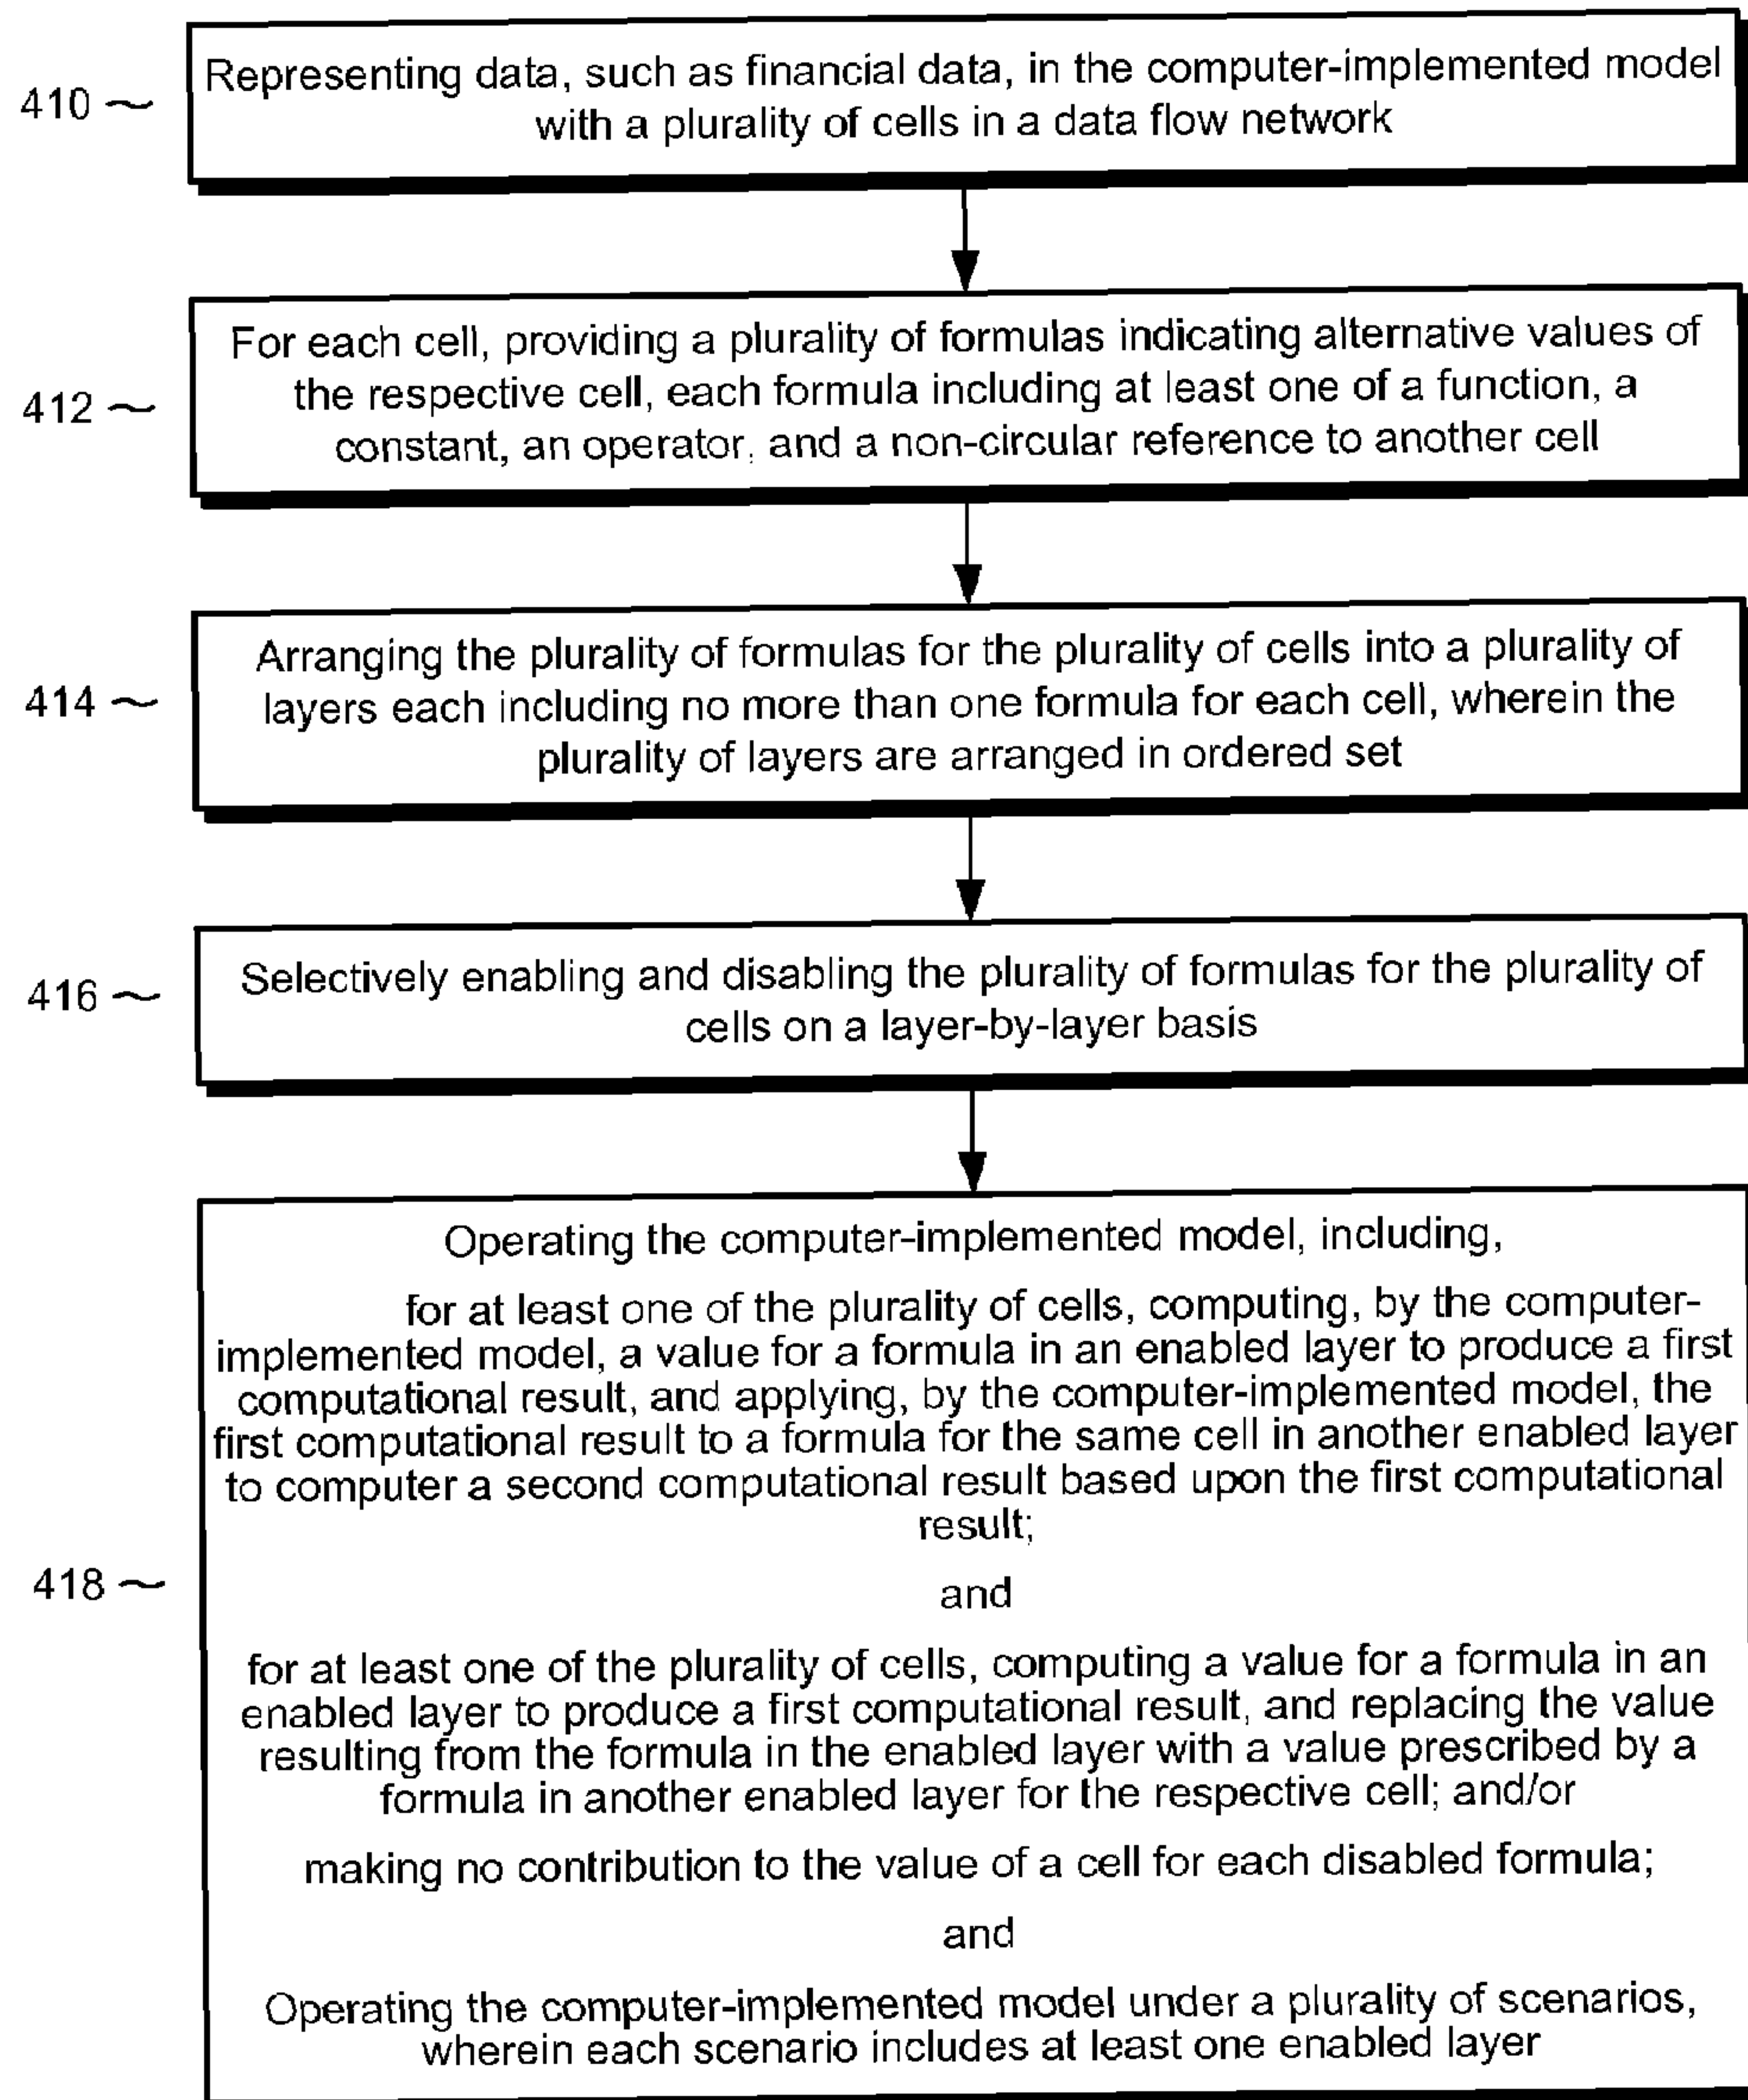 Representing data, such as financial data, in the computer-implemented model
410 ~
with a plurality of cells in a data flow network
For each cell, providing a plurality of formulas indicating alternative values of
412 ~
the respective cell, each formula including at least one of a function, a
constant, an operator, and a non-circular reference to another cell
Arranging the plurality of formulas for the plurality of
414 ~
layers each including no more than one formula for each cell, wherein the
plurality of layers are arranged in ordered set
Selectively enabling and disabling the plurality of formulas for the plurality of
416 ~
cells on a layer-by-layer basis
Operating the computer-implemented model, including,
for at least one of the plurality of cells, computing, by the computer-
implemented model, a value for a formula in an enabled layer to produce a first
computational result, and applying, by the computer-implemented model, the
first computational result to a formula for the same cell in another enabled layer
to computer a second computational result based upon the first computational
result;
418 ~
and
for at least one of the plurality of cells, computing a value for a formula in an
enabled layer to produce a first computational result, and replacing the value
resulting from the formula in the enabled layer with a value prescribed by a
formula in another enabled layer for the respective cell; and/or
making no contribution to the value of a cell for each disabled formula;
and
Operating the computer-implemented model under a plurality of scenarios,
wherein each scenario includes at least one enabled layer